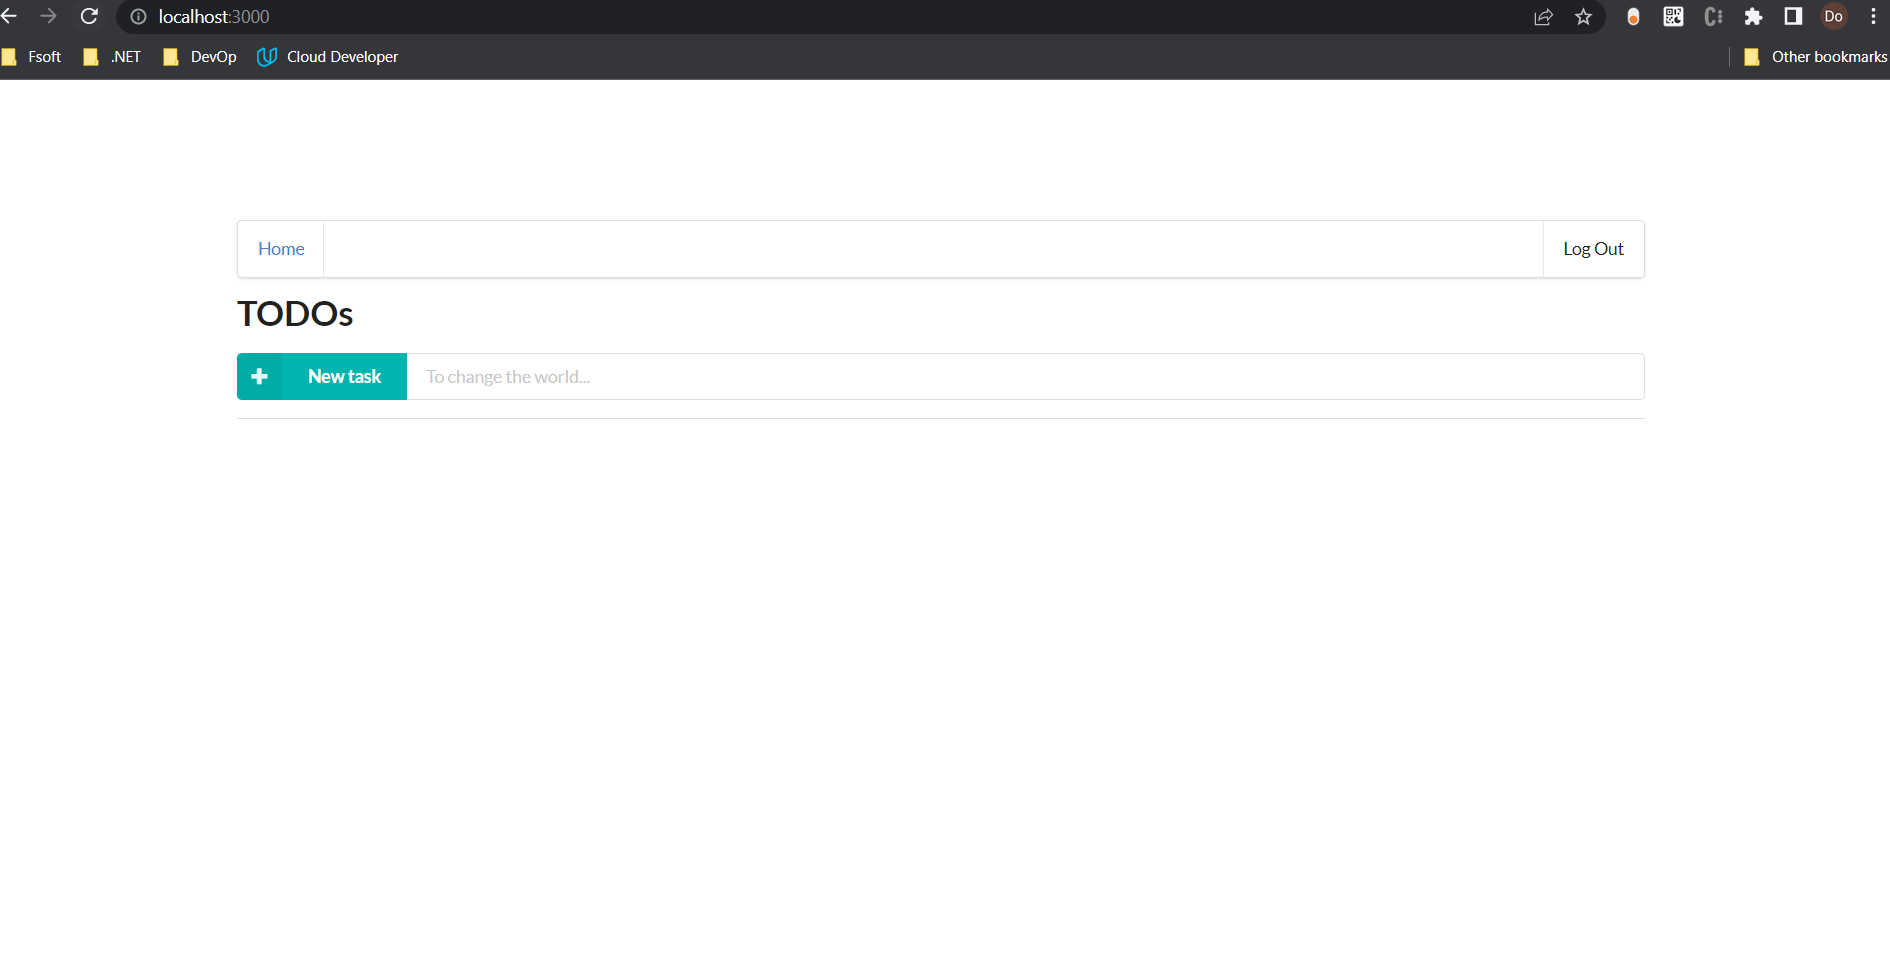 localhost:3000
Do
Fsoft .NET DevOp Cloud Developer Other bookmarks
Home Log Out
TODOs
New task To change the world...